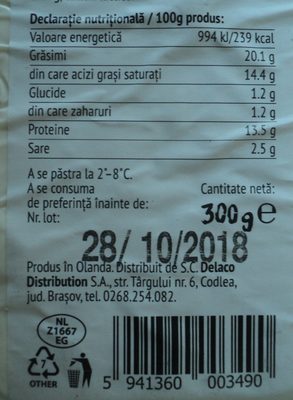 Declarație nutrițională / 100g produs:
Valoare energetică 994 kJ/239 kcal
Grăsimi 20.1 g
din care acizi grași saturați 14.4 g
Glucide 1.2 g
din care zaharuri 1.2 g
Proteine 13.5 g
Sare 2.5 g
A se păstra la 2°-8°C.
A se consuma Cantitate netă:
de preferință înainte de: 300g e
Nr. lot:
28/ 10/2018
Produs în Olanda. Distribuit de S.C. Delaco
Distribution S.A., str. Târgului nr. 6, Codlea,
jud. Brașov, tel. 0268.254.082.
NL
Z1667
EG
7
OTHER
5 941360 003490